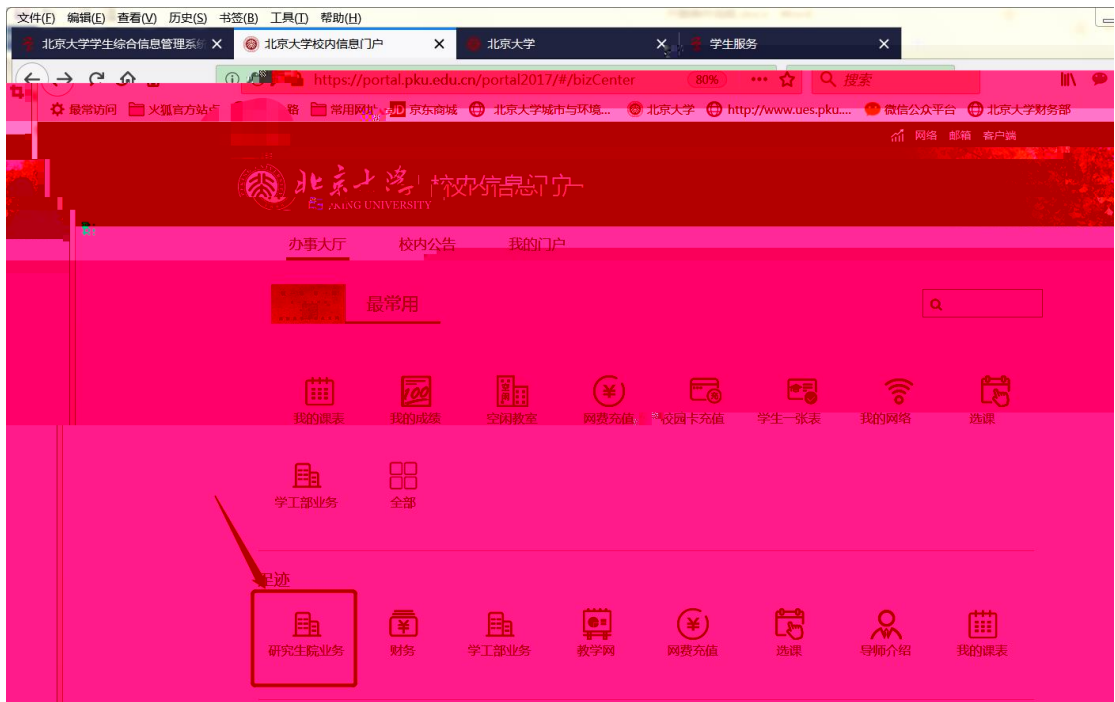 文件(F) 编辑(E) 查看(V) 历史(S) 书签(B) 工具(T) 帮助(H)
北京大学学生综合信息管理系统 北京大学校内信息门户 北京大学 学生服务
https://portal.pku.edu.cn/portal2017/#/bizCenter 80% 搜索
最常访问 火狐官方站点 常用网址 JD 京东商城 北京大学城市与环境... 北京大学 http://www.ues.pku.... 微信公众平台 北京大学财务部
网络 邮箱 客户端
北京大学 校内信息门户
PEKING UNIVERSITY
办事大厅 校内公告 我的门户
最常用
我的课表 我的成绩 空闲教室 网费充值 校园卡充值 学生一张表 我的网络 选课
学工部业务 全部
足迹
研究生院业务 财务 学工部业务 教学网 网费充值 选课 导师介绍 我的课表